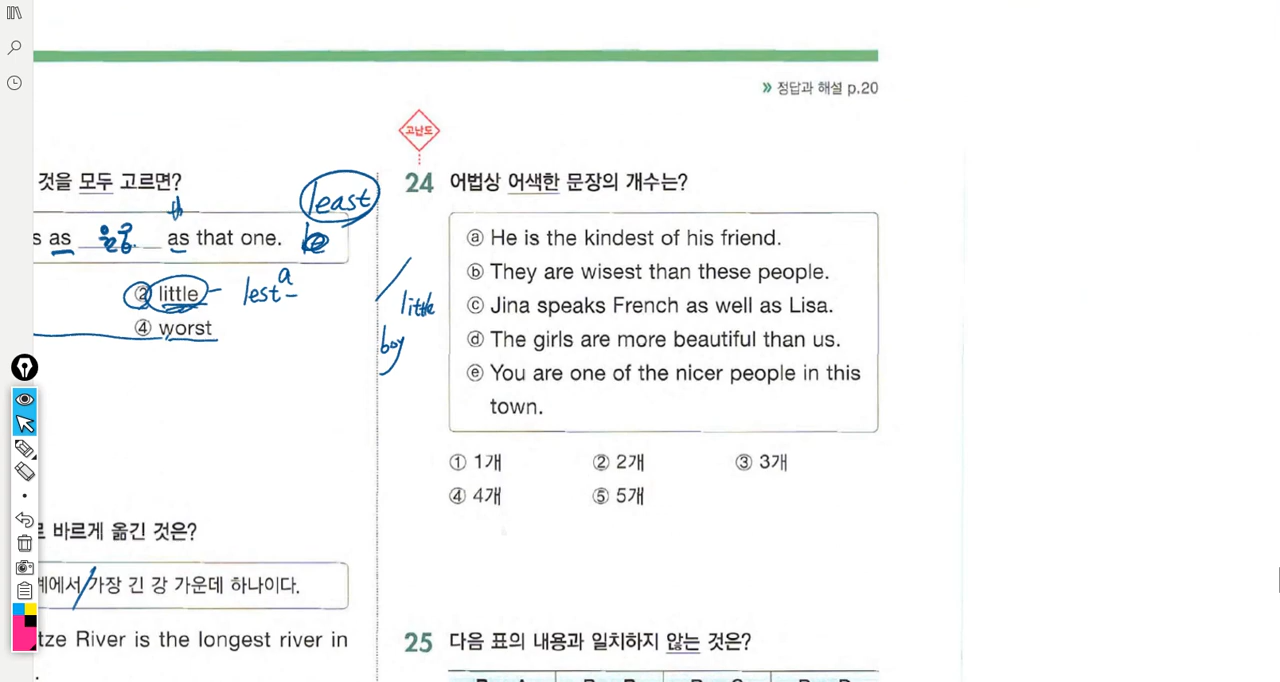 » 정답과 해설 p.20
것을 모두 고르면?
least
s as 원급 as that one.
② little lest
a
④ worst
little
boy
로 바르게 옮긴 것은?
계에서 가장 긴 강 가운데 하나이다.
tze River is the longest river in
고난도
24 어법상 어색한 문장의 개수는?
ⓐ He is the kindest of his friend.
ⓑ They are wisest than these people.
ⓒ Jina speaks French as well as Lisa.
ⓓ The girls are more beautiful than us.
ⓔ You are one of the nicer people in this
town.
① 1개 ② 2개 ③ 3개
④ 4개 ⑤ 5개
25 다음 표의 내용과 일치하지 않는 것은?